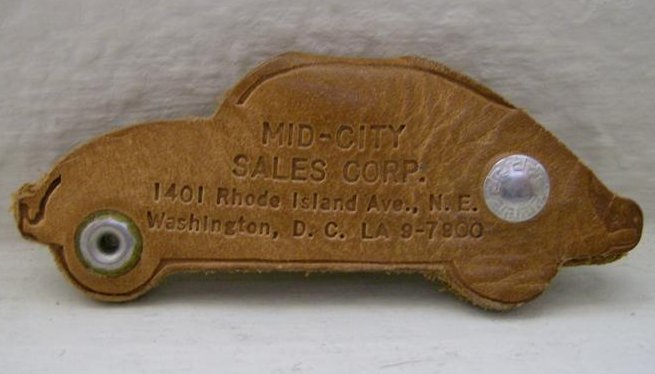 MID-CITY
SALES CORP.
1401 Rhode Island Ave., N. E.
Washington, D. C. LA 9-7800